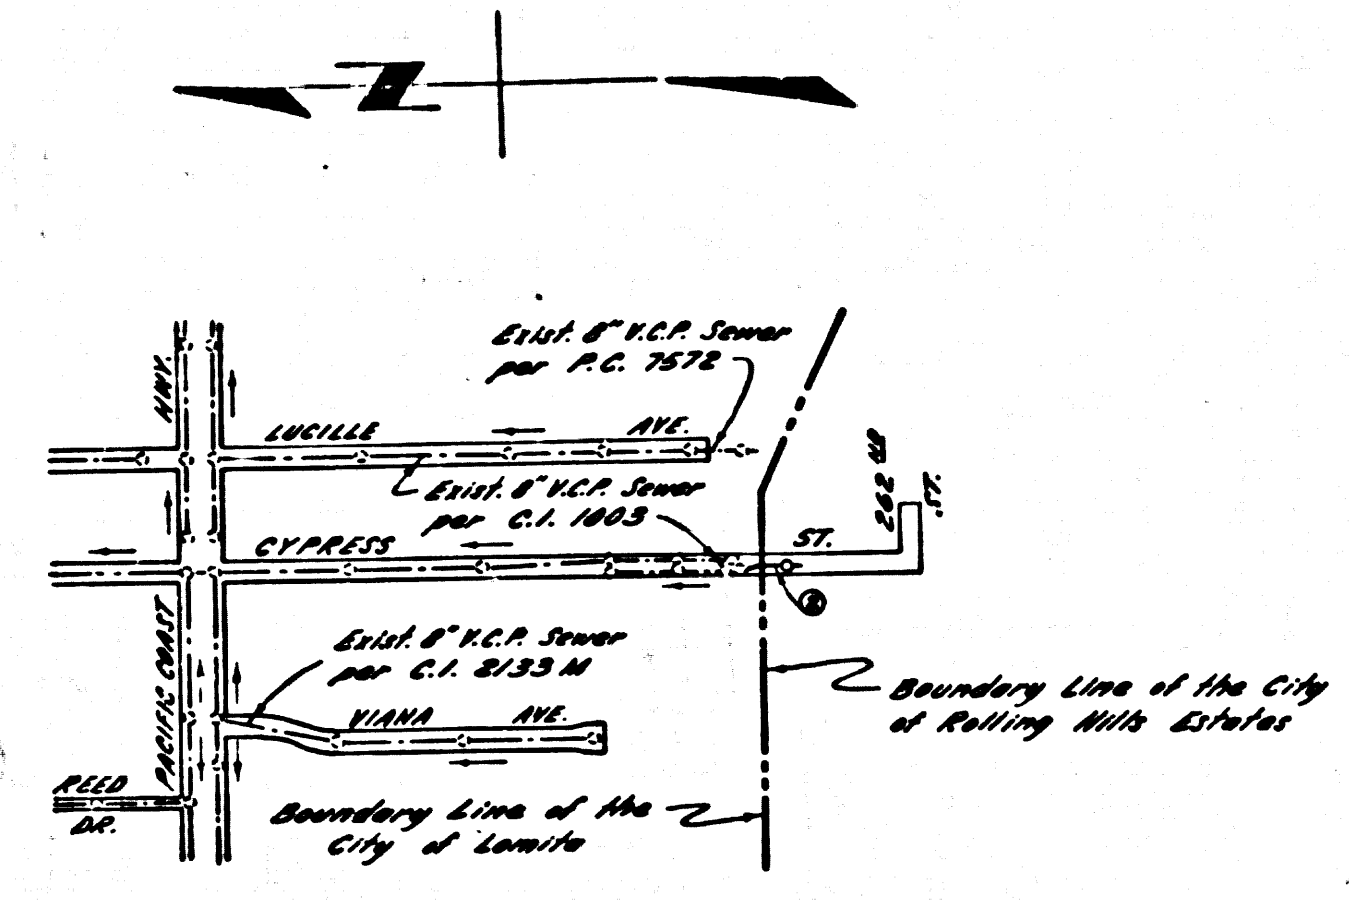 N
Exist. 8" V.C.P. Sewer
per P.C. 7572
HWY.
LUCILLE AVE.
Exist. 8" V.C.P. Sewer
per C.I. 1003
262 ND
ST.
CYPRESS ST.
2
Exist. 8" V.C.P. Sewer
per C.I. 2133 M
PACIFIC COAST
VIANA AVE.
Boundary Line of the City
of Rolling Hills Estates
REED
DR.
Boundary Line of the
City of Lomita